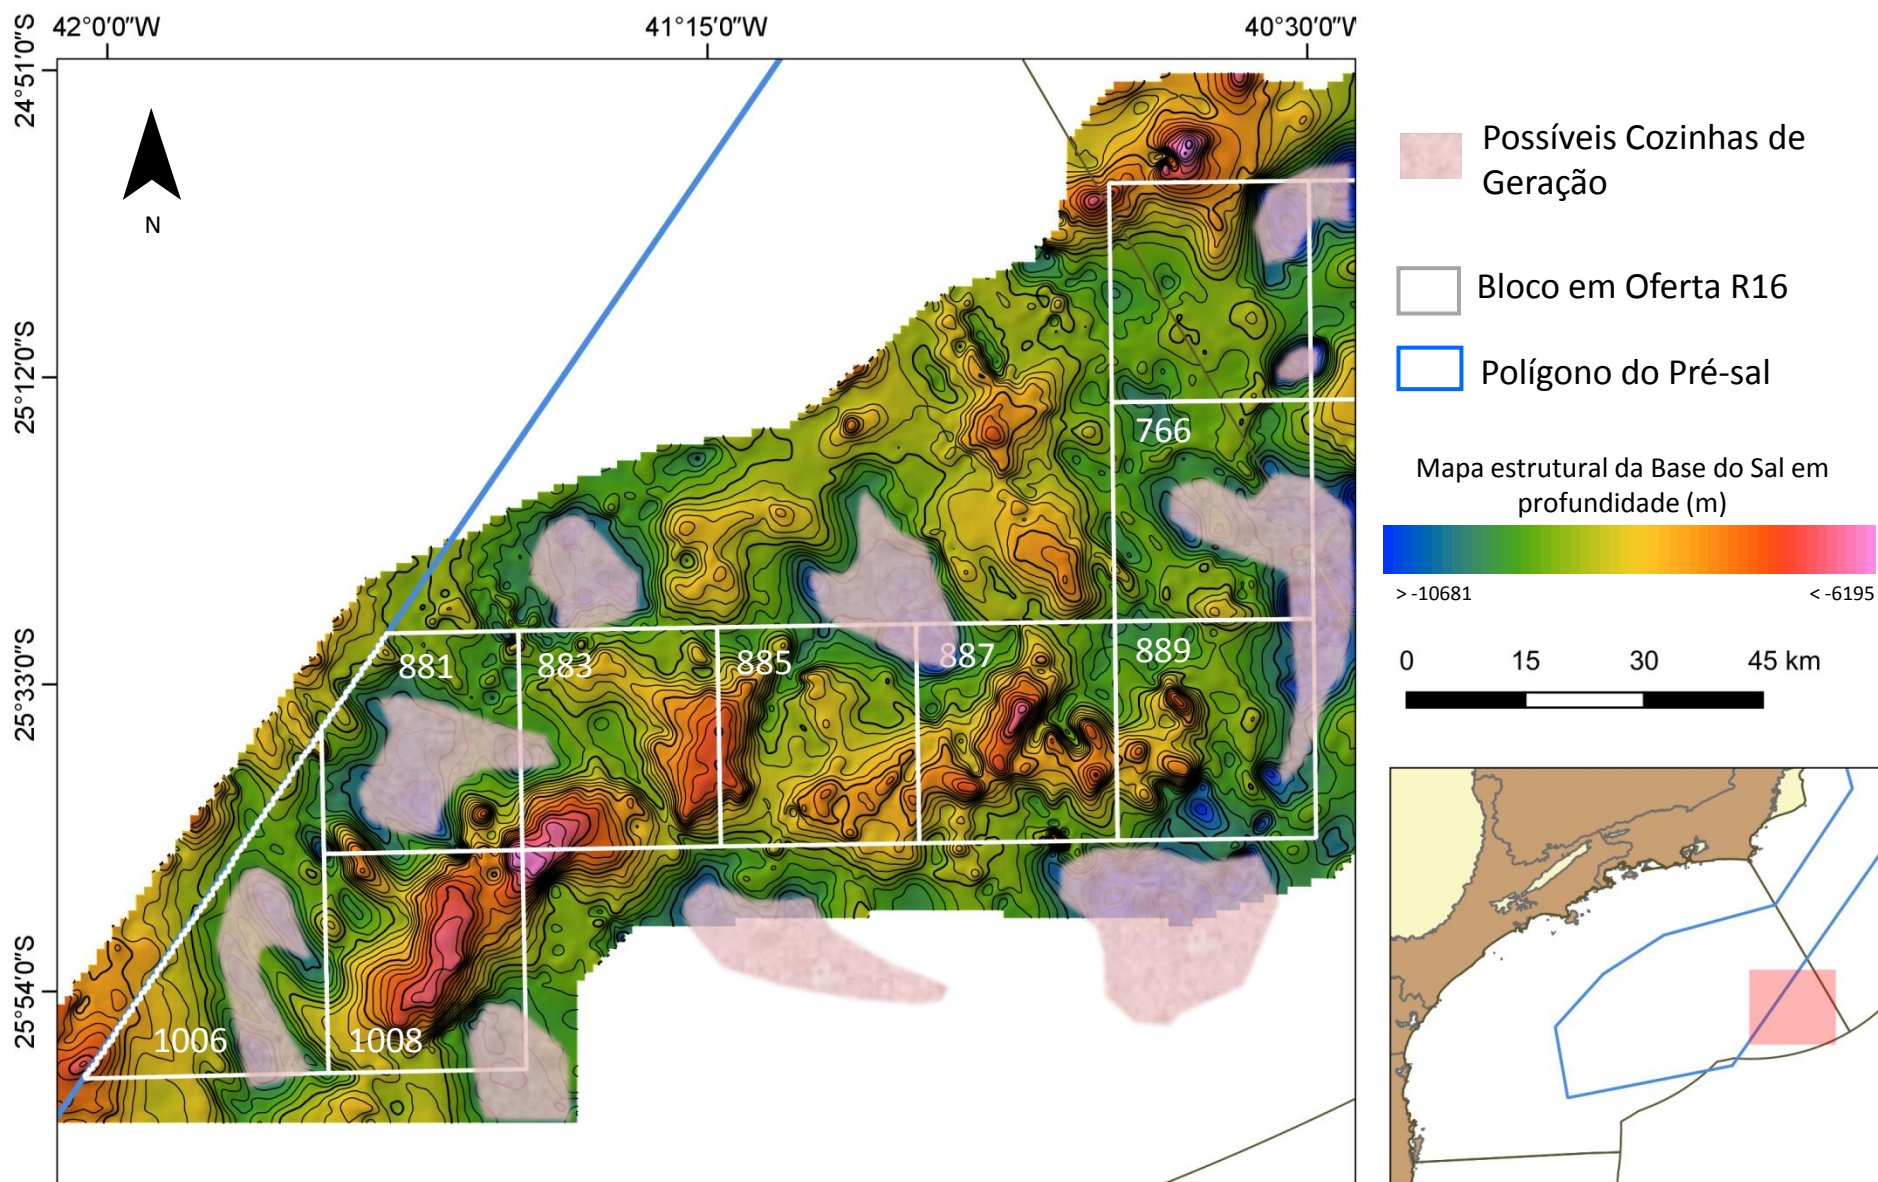 42°0'0"W
41°15'0"W
40°30'0"W
24°51'0"S
25°12'0"S
25°33'0"S
25°54'0"S
N
766
881
883
885
887
889
1006
1008
Possíveis Cozinhas de
Geração
Bloco em Oferta R16
Polígono do Pré-sal
Mapa estrutural da Base do Sal em
profundidade (m)
> -10681
< -6195
0 15 30 45 km